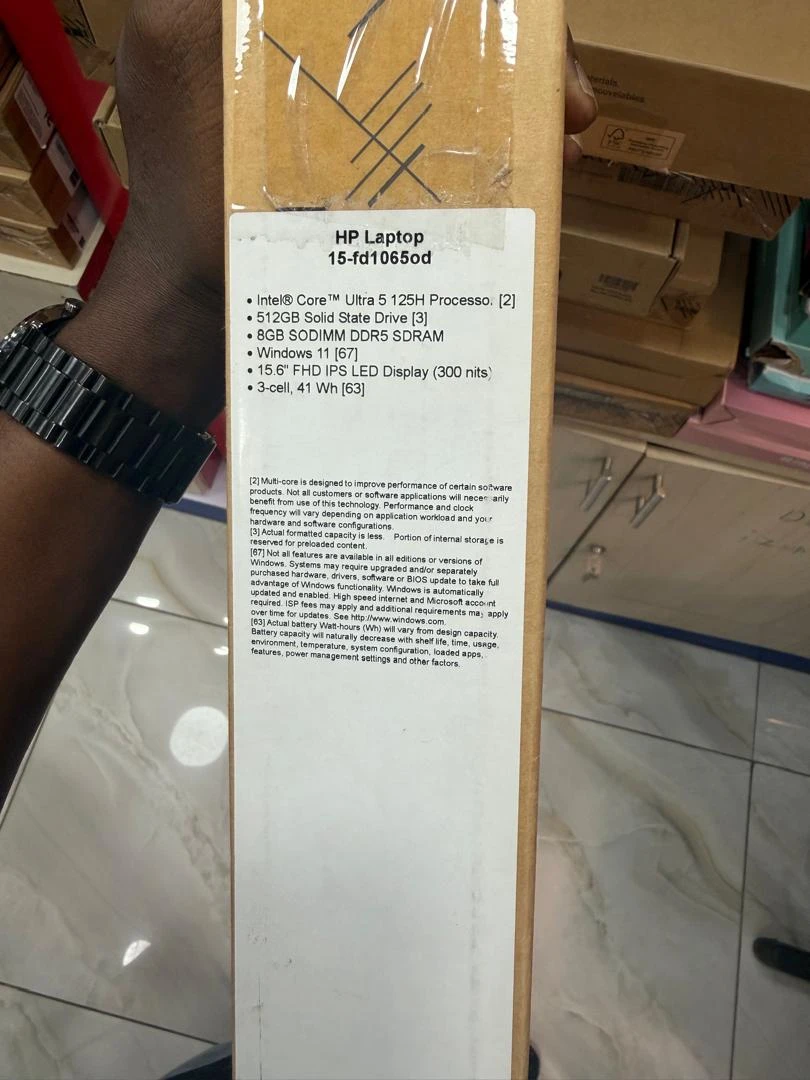 terials.
HP Laptop
15-fd1065od
• Intel® Core™ Ultra 5 125H Processo. [2]
• 512GB Solid State Drive [3]
• 8GB SODIMM DDR5 SDRAM
• Windows 11 [67]
• 15.6" FHD IPS LED Display (300 nits)
• 3-cell, 41 Wh [63]
[2] Multi-core is designed to improve performance of certain software
products. Not all customers or software applications will necessarily
benefit from use of this technology. Performance and clock
frequency will vary depending on application workload and your
hardware and software configurations.
[3] Actual formatted capacity is less. Portion of internal storage is
reserved for preloaded content.
[67] Not all features are available in all editions or versions of
Windows. Systems may require upgraded and/or separately
purchased hardware, drivers, software or BIOS update to take full
advantage of Windows functionality. Windows is automatically
updated and enabled. High speed internet and Microsoft account
required. ISP fees may apply and additional requirements may apply
over time for updates. See http://www.windows.com.
[63] Actual battery Watt-hours (Wh) will vary from design capacity.
Battery capacity will naturally decrease with shelf life, time, usage,
environment, temperature, system configuration, loaded apps,
features, power management settings and other factors.